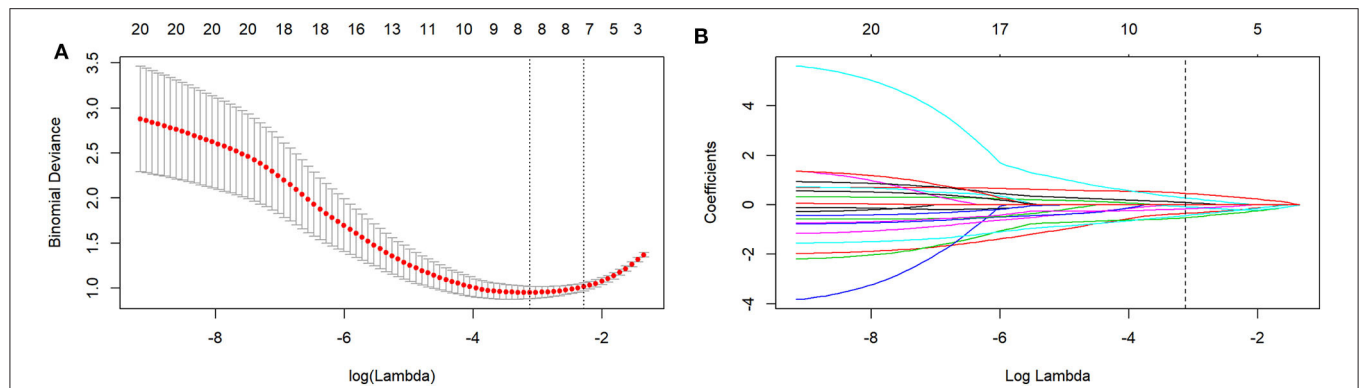 A
20 20 20 20 18 18 16 13 11 10 9 8 8 8 7 5 3
3.5
3.0
2.5
2.0
1.5
1.0
Binomial Deviance
-8 -6 -4 -2
log(Lambda)
B
20 17 10 5
4
2
0
-2
-4
Coefficients
-8 -6 -4 -2
Log Lambda